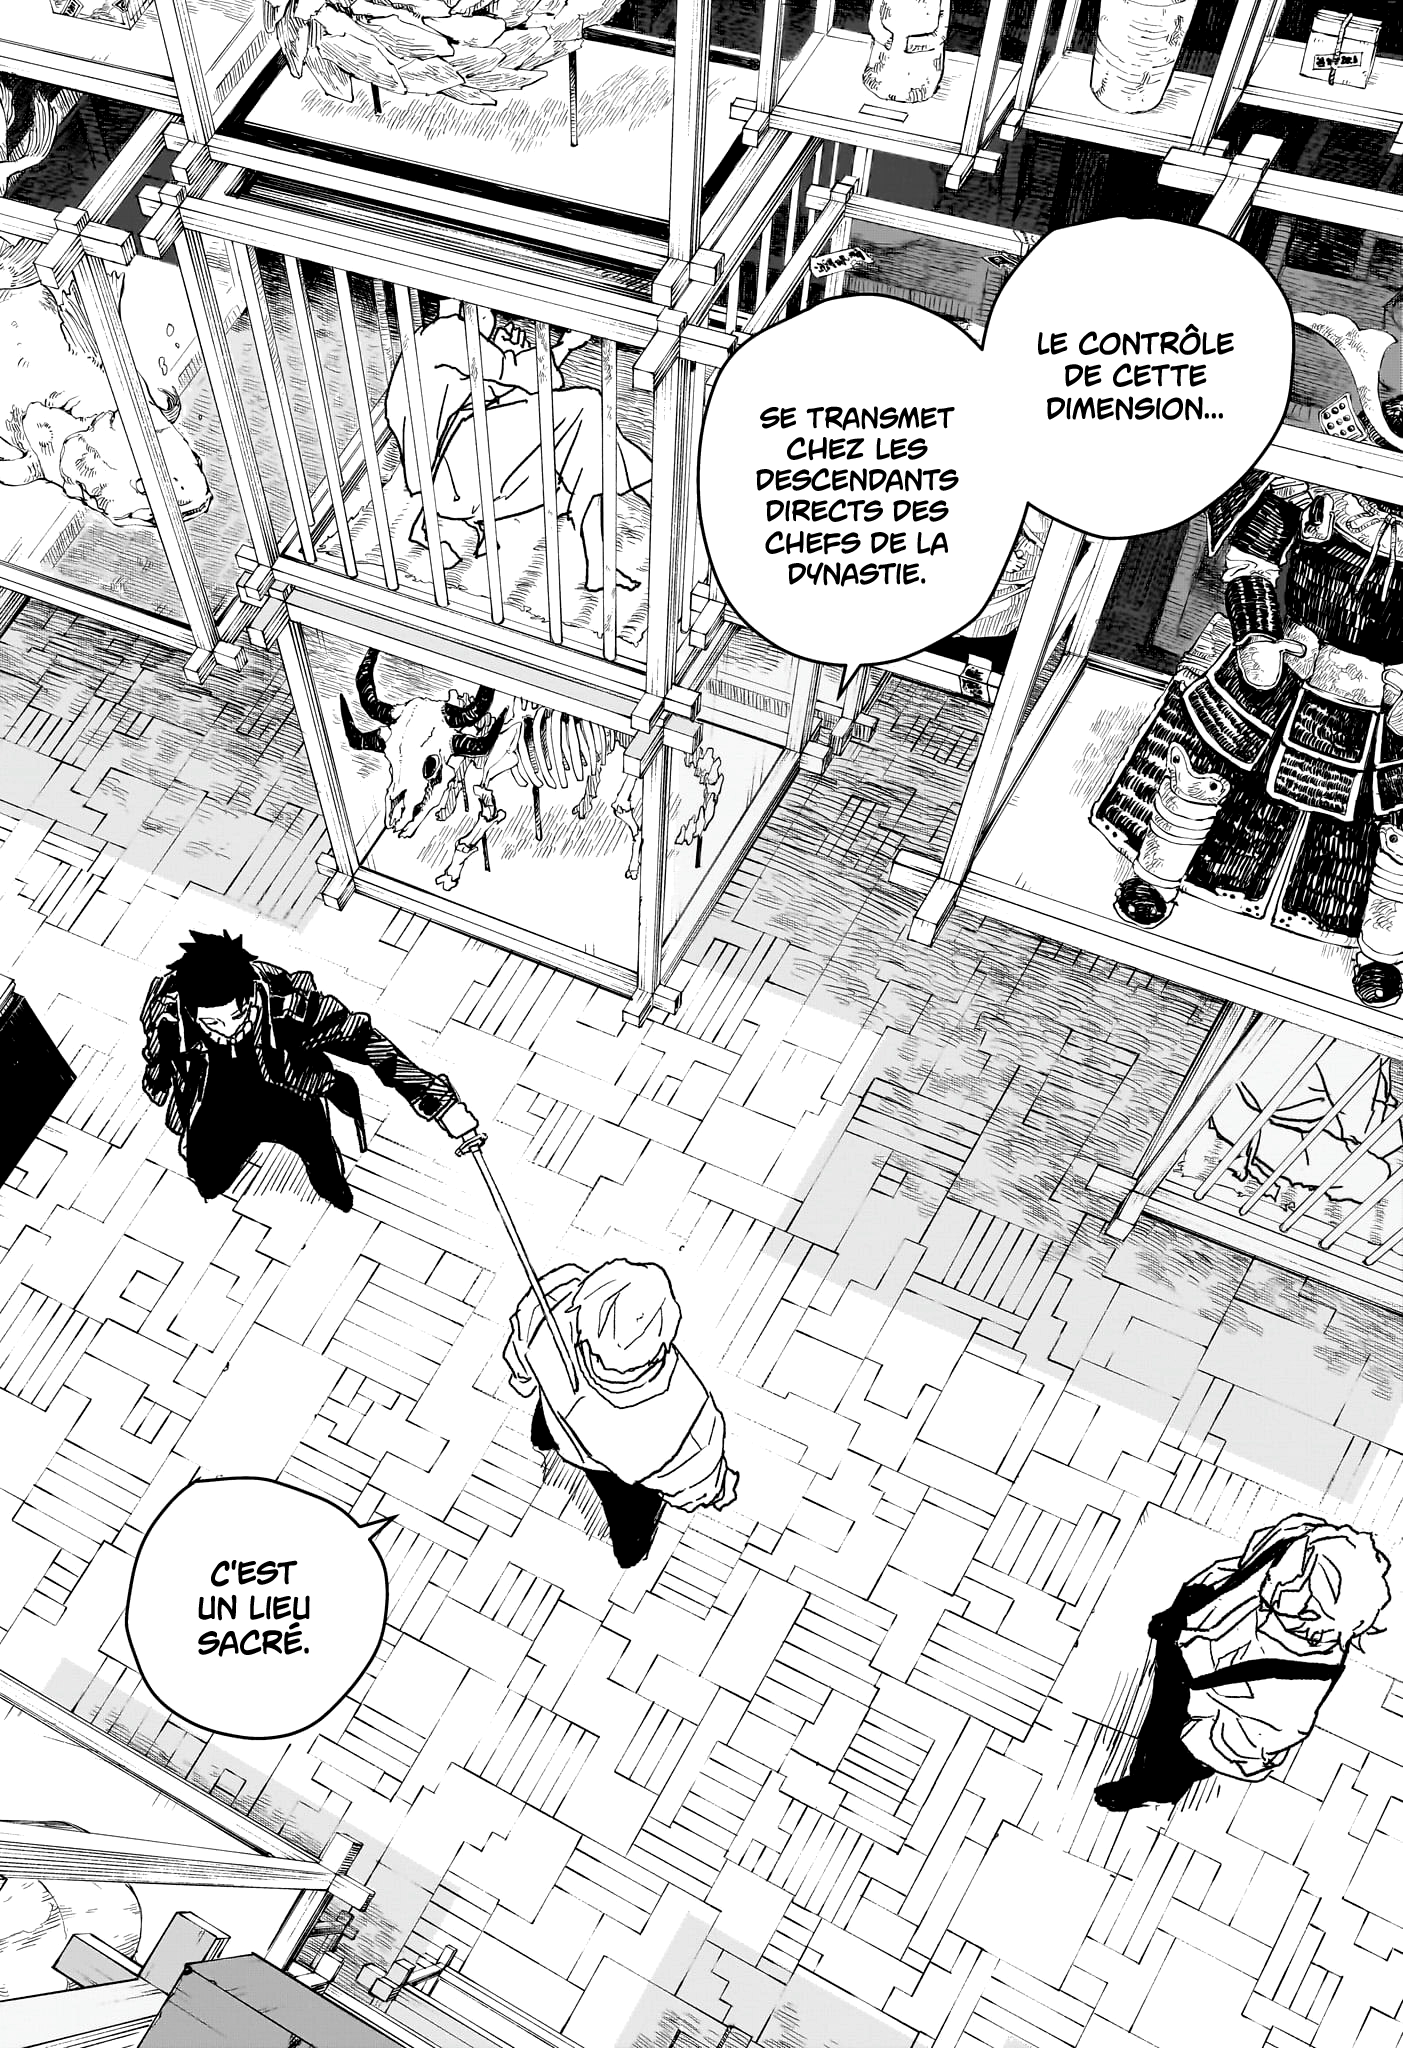 LE CONTRÔLE
DE CETTE
DIMENSION...
SE TRANSMET
CHEZ LES
DESCENDANTS
DIRECTS DES
CHEFS DE LA
DYNASTIE.
C'EST
UN LIEU
SACRÉ.